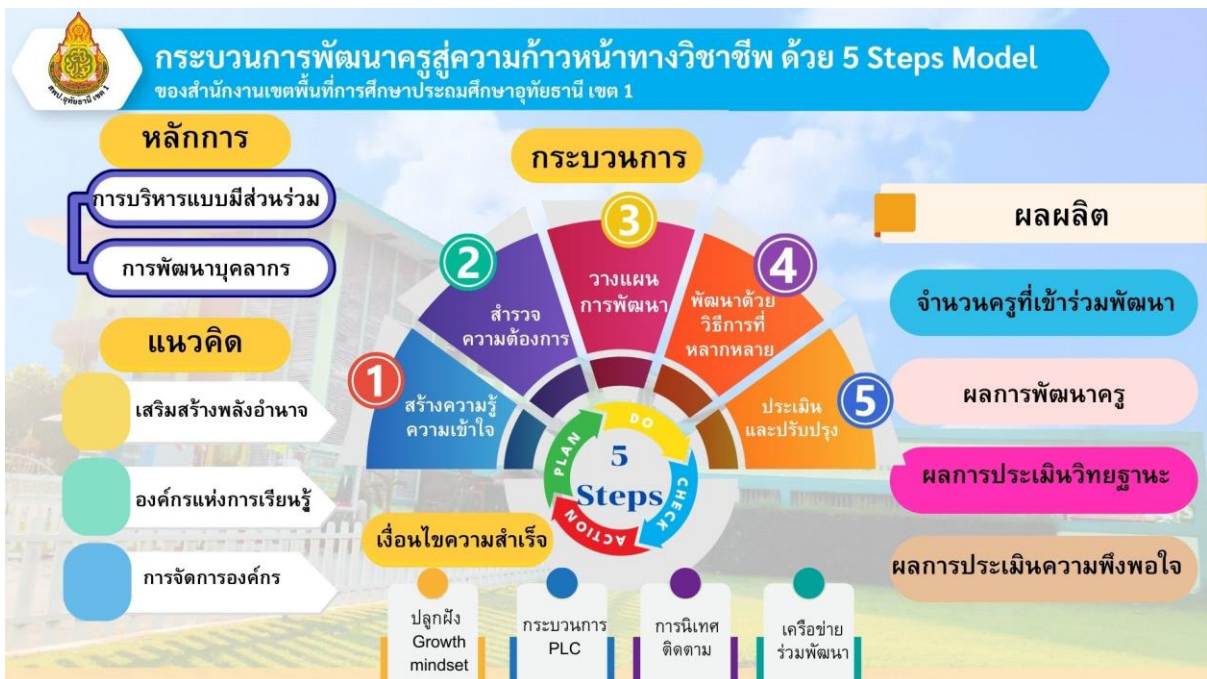 กระบวนการพัฒนาครูสู่ความก้าวหน้าทางวิชาชีพ ด้วย 5 Steps Model
ของสำนักงานเขตพื้นที่การศึกษาประถมศึกษาอุทัยธานี เขต 1
สพป.อุทัยธานี เขต 1
หลักการ
การบริหารแบบมีส่วนร่วม
การพัฒนาบุคลากร
แนวคิด
เสริมสร้างพลังอำนาจ
องค์กรแห่งการเรียนรู้
การจัดการองค์กร
กระบวนการ
1
สร้างความรู้
ความเข้าใจ
2
สำรวจ
ความต้องการ
3
วางแผน
การพัฒนา
4
พัฒนาด้วย
วิธีการที่
หลากหลาย
5
ประเมิน
และปรับปรุง
PLAN
DO
CHECK
ACTION
5
Steps
เงื่อนไขความสำเร็จ
ปลูกฝัง
Growth
mindset
กระบวนการ
PLC
การนิเทศ
ติดตาม
เครือข่าย
ร่วมพัฒนา
ผลผลิต
จำนวนครูที่เข้าร่วมพัฒนา
ผลการพัฒนาครู
ผลการประเมินวิทยฐานะ
ผลการประเมินความพึงพอใจ